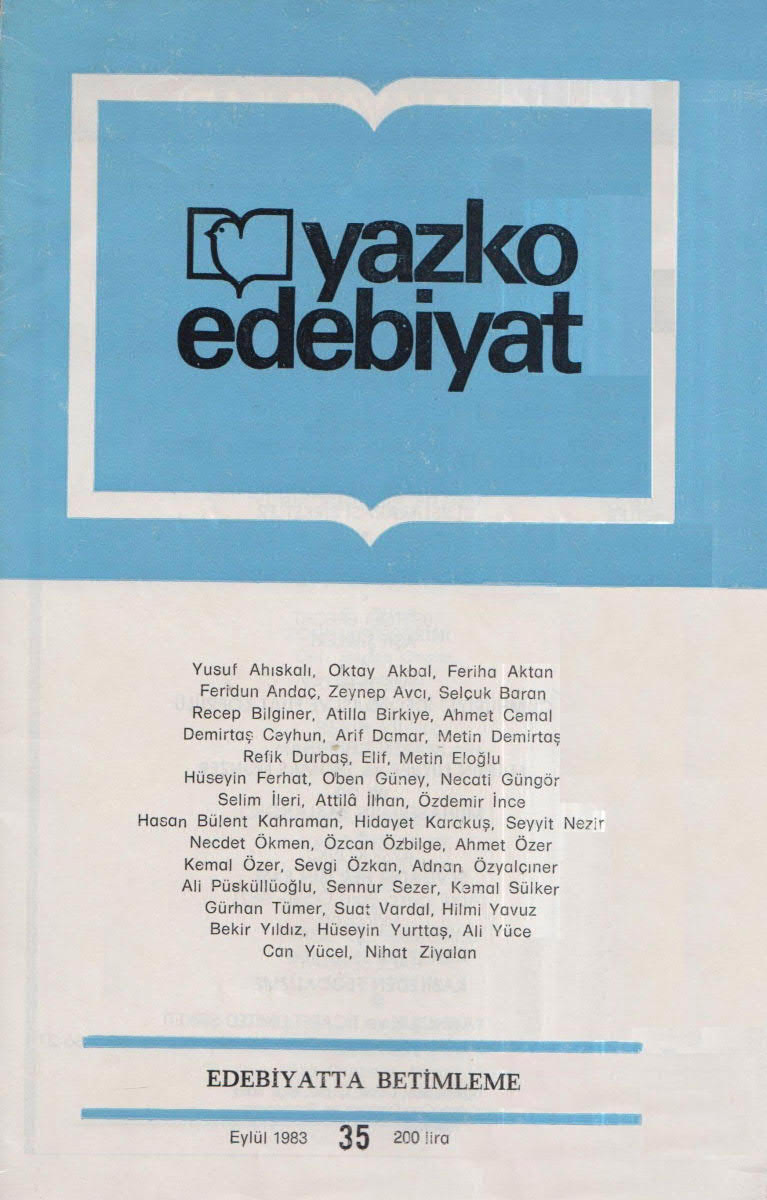 yazko
edebiyat
Yusuf Ahıskalı, Oktay Akbal, Feriha Aktan
Feridun Andaç, Zeynep Avcı, Selçuk Baran
Recep Bilginer, Atilla Birkiye, Ahmet Cemal
Demirtaş Ceyhun, Arif Damar, Metin Demirtaş
Refik Durbaş, Elif, Metin Eloğlu
Hüseyin Ferhat, Oben Güney, Necati Güngör
Selim İleri, Attilâ İlhan, Özdemir İnce
Hasan Bülent Kahraman, Hidayet Karakuş, Seyyit Nezir
Necdet Ökmen, Özcan Özbilge, Ahmet Özer
Kemal Özer, Sevgi Özkan, Adnan Özyalçıner
Ali Püsküllüoğlu, Sennur Sezer, Kemal Sülker
Gürhan Tümer, Suat Vardal, Hilmi Yavuz
Bekir Yıldız, Hüseyin Yurttaş, Ali Yüce
Can Yücel, Nihat Ziyalan
EDEBİYATTA BETİMLEME
Eylül 1983 35 200 lira